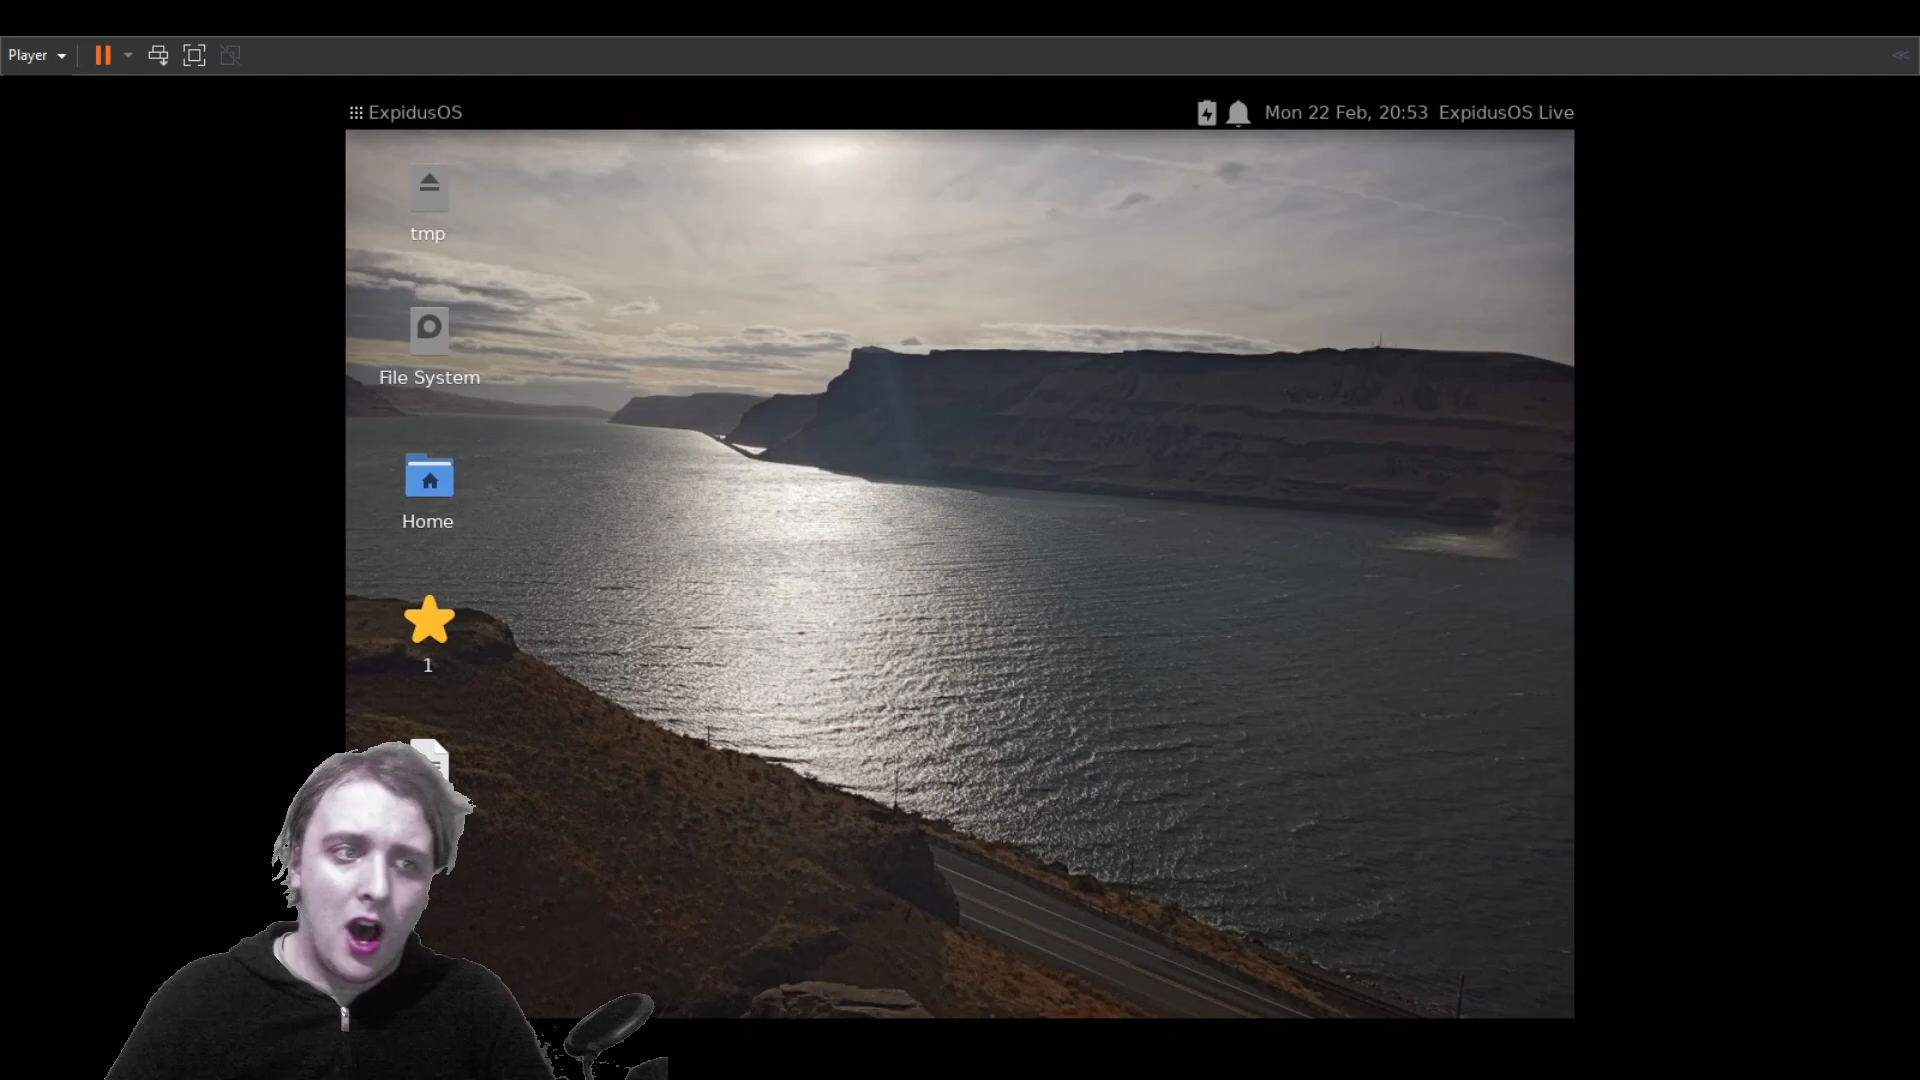 Player
ExpidusOS
Mon 22 Feb, 20:53 ExpidusOS Live
tmp
File System
Home
1